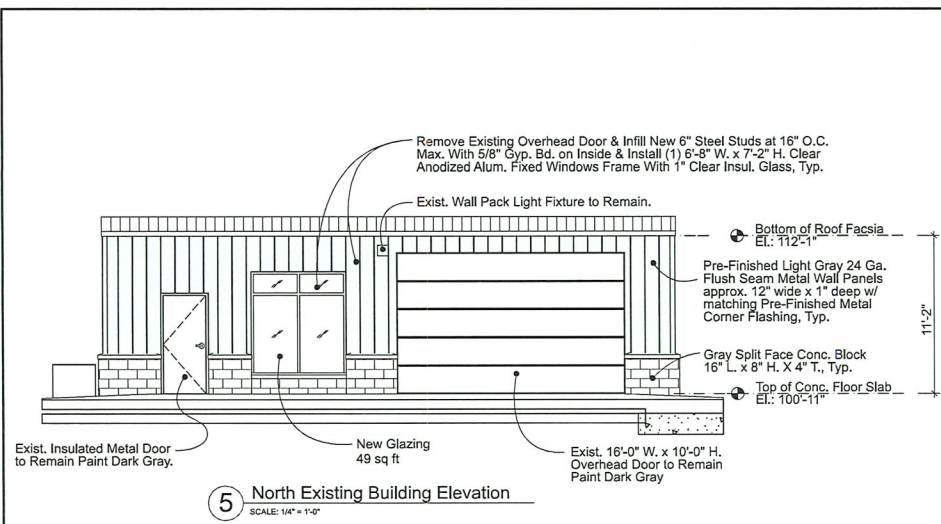 Remove Existing Overhead Door & Infill New 6" Steel Studs at 16" O.C.
Max. With 5/8" Gyp. Bd. on Inside & Install (1) 6'-8" W. x 7'-2" H. Clear
Anodized Alum. Fixed Windows Frame With 1" Clear Insul. Glass, Typ.
Exist. Wall Pack Light Fixture to Remain.
Bottom of Roof Facsia
El.: 112'-1"
Pre-Finished Light Gray 24 Ga.
Flush Seam Metal Wall Panels
approx. 12" wide x 1" deep w/
matching Pre-Finished Metal
Corner Flashing, Typ.
11'-2"
Gray Split Face Conc. Block
16" L. x 8" H. X 4" T., Typ.
Top of Conc. Floor Slab
El.: 100'-11"
Exist. Insulated Metal Door
to Remain Paint Dark Gray.
New Glazing
49 sq ft
Exist. 16'-0" W. x 10'-0" H.
Overhead Door to Remain
Paint Dark Gray
5 North Existing Building Elevation
SCALE: 1/4" = 1'-0"